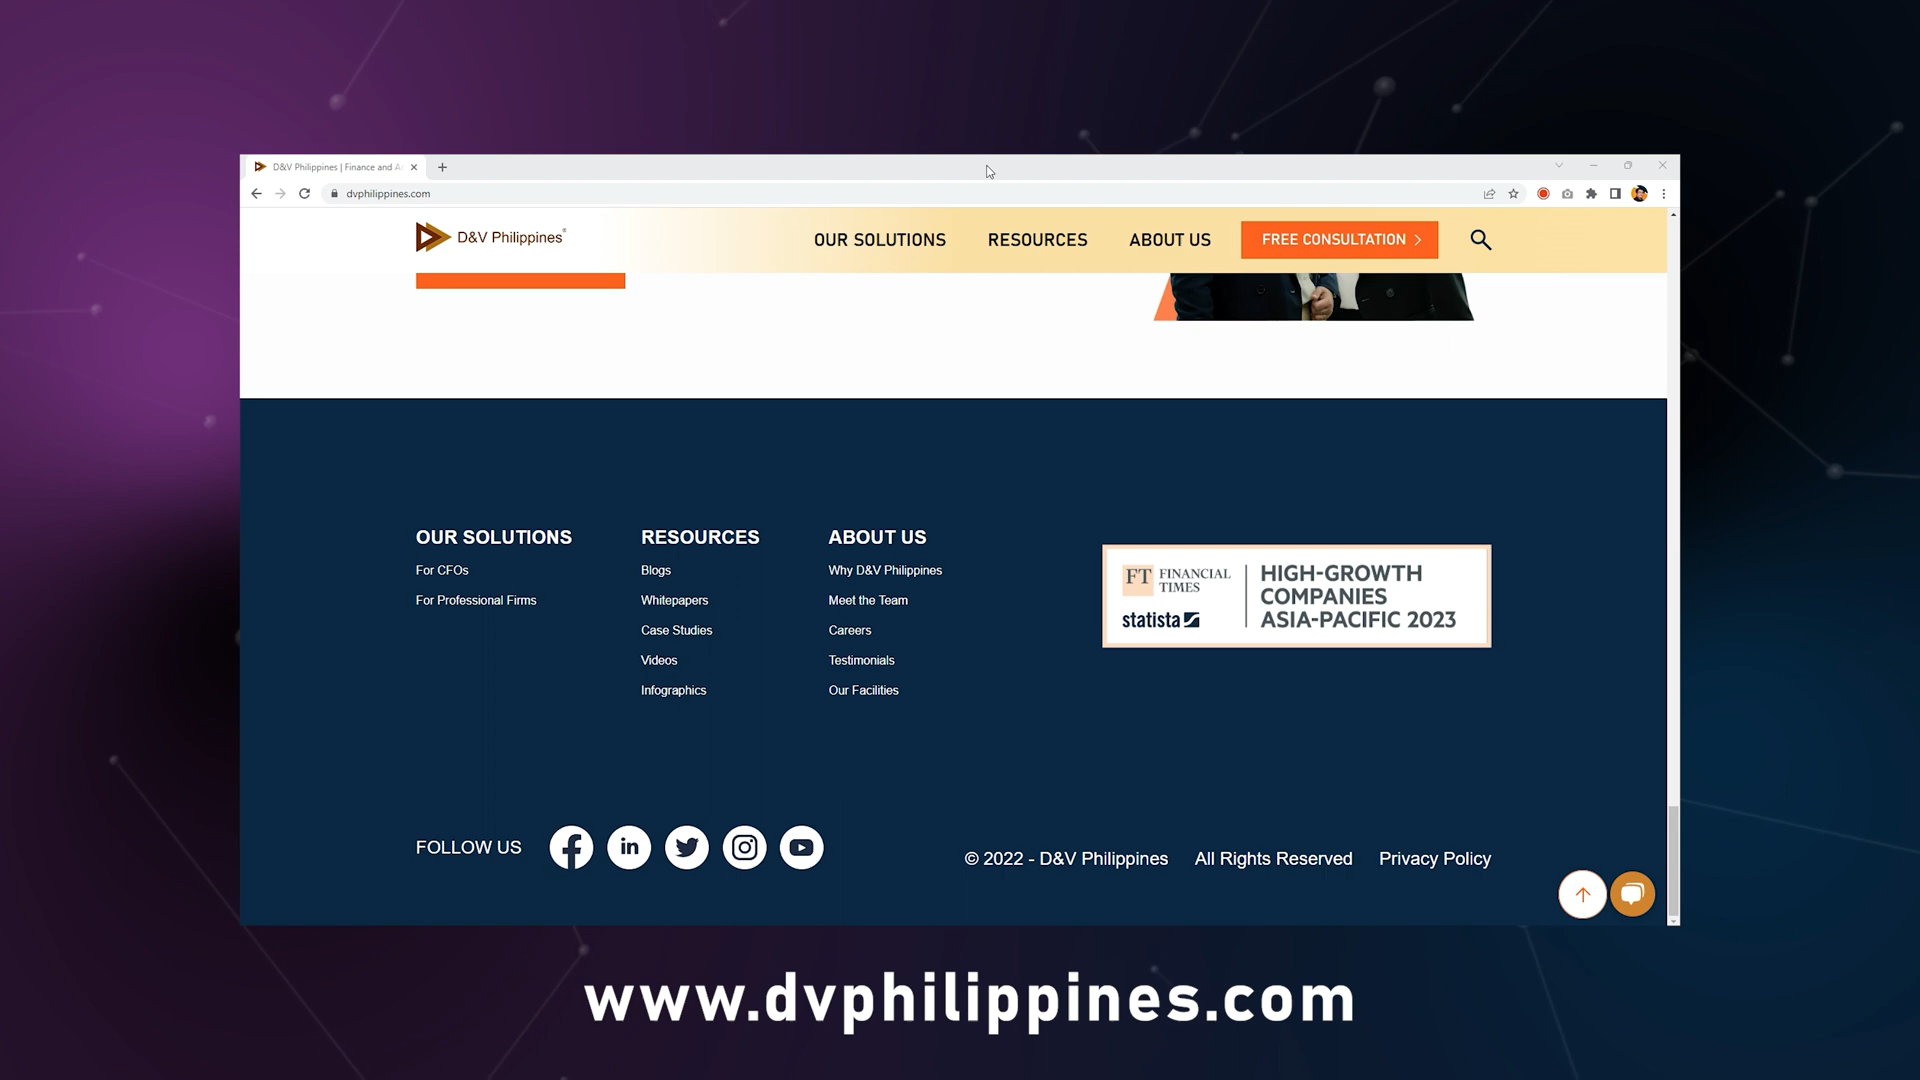 D&V Philippines | Finance and A
dvphilippines.com
D&V Philippines®
OUR SOLUTIONS
RESOURCES
ABOUT US
FREE CONSULTATION
OUR SOLUTIONS
For CFOs
For Professional Firms
RESOURCES
Blogs
Whitepapers
Case Studies
Videos
Infographics
ABOUT US
Why D&V Philippines
Meet the Team
Careers
Testimonials
Our Facilities
FT FINANCIAL
TIMES
statista
HIGH-GROWTH
COMPANIES
ASIA-PACIFIC 2023
FOLLOW US
in
© 2022 - D&V Philippines
All Rights Reserved
Privacy Policy
www.dvphilippines.com